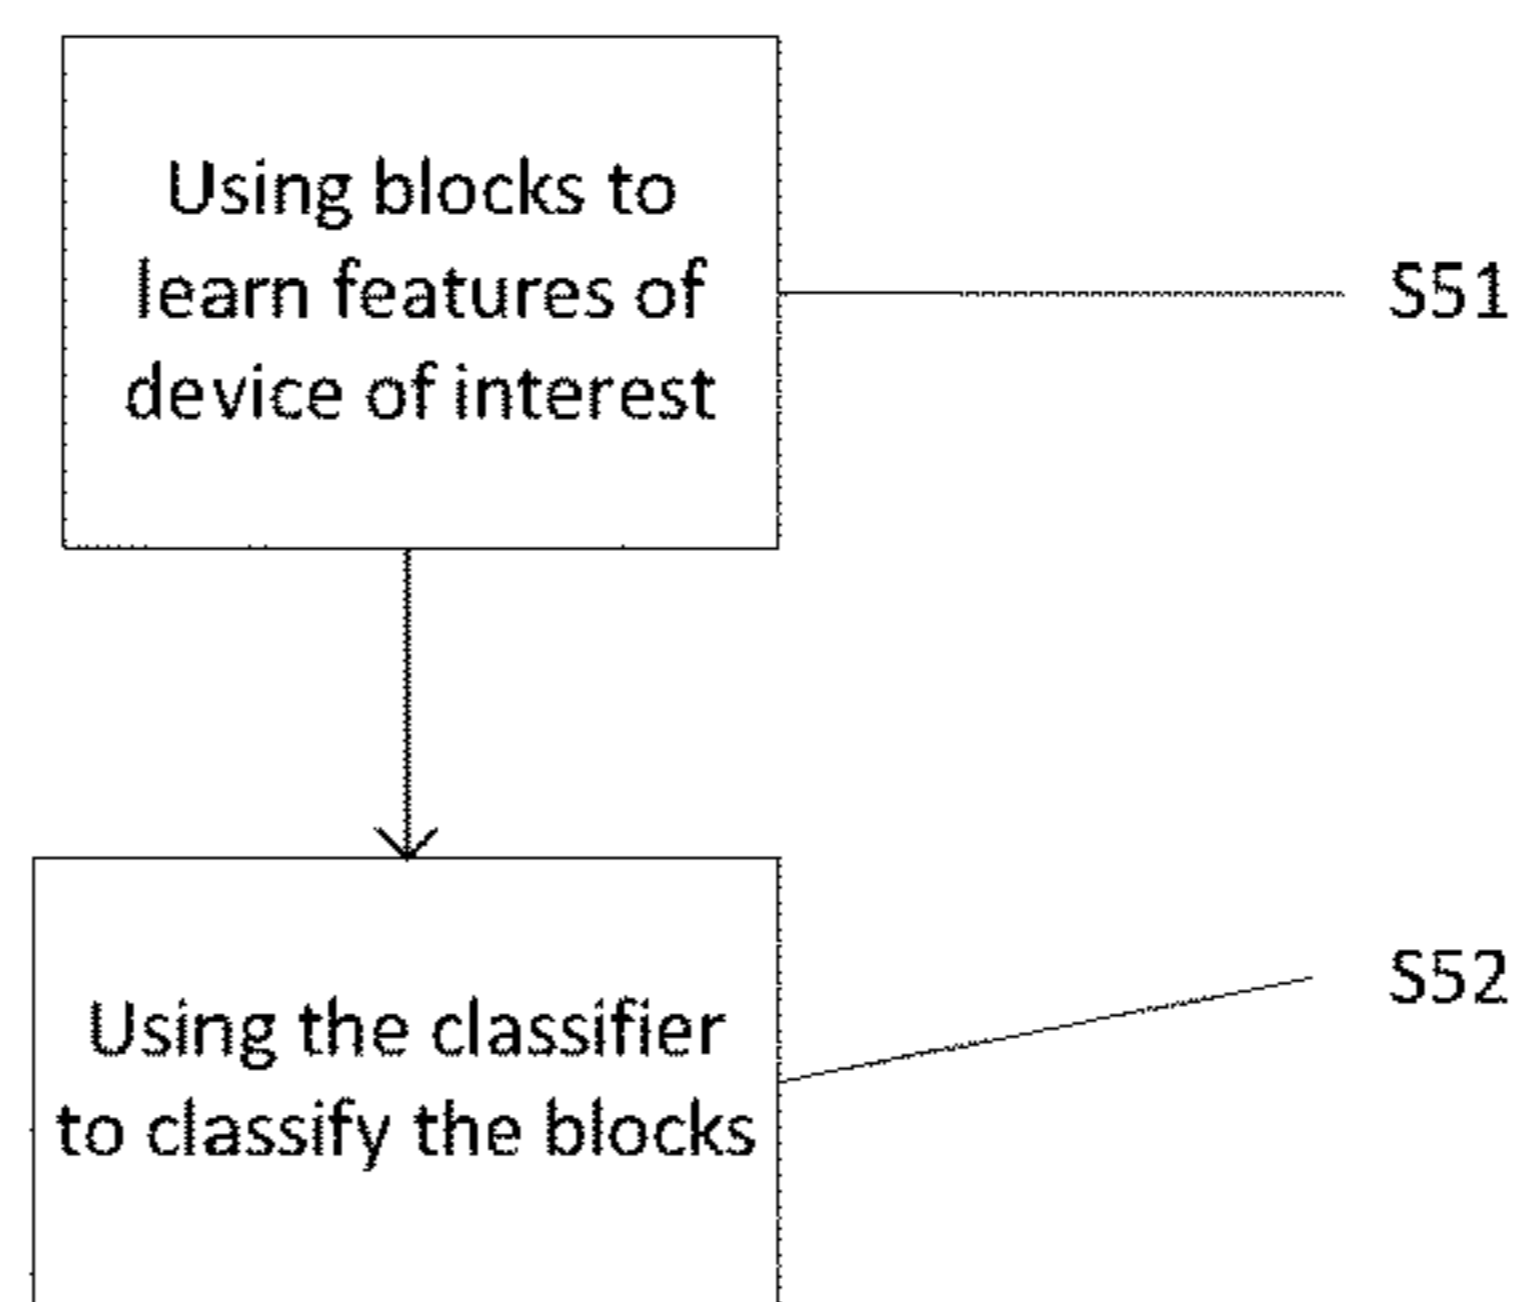 Using blocks to
learn features of
device of interest
S51
Using the classifier
to classify the blocks
S52